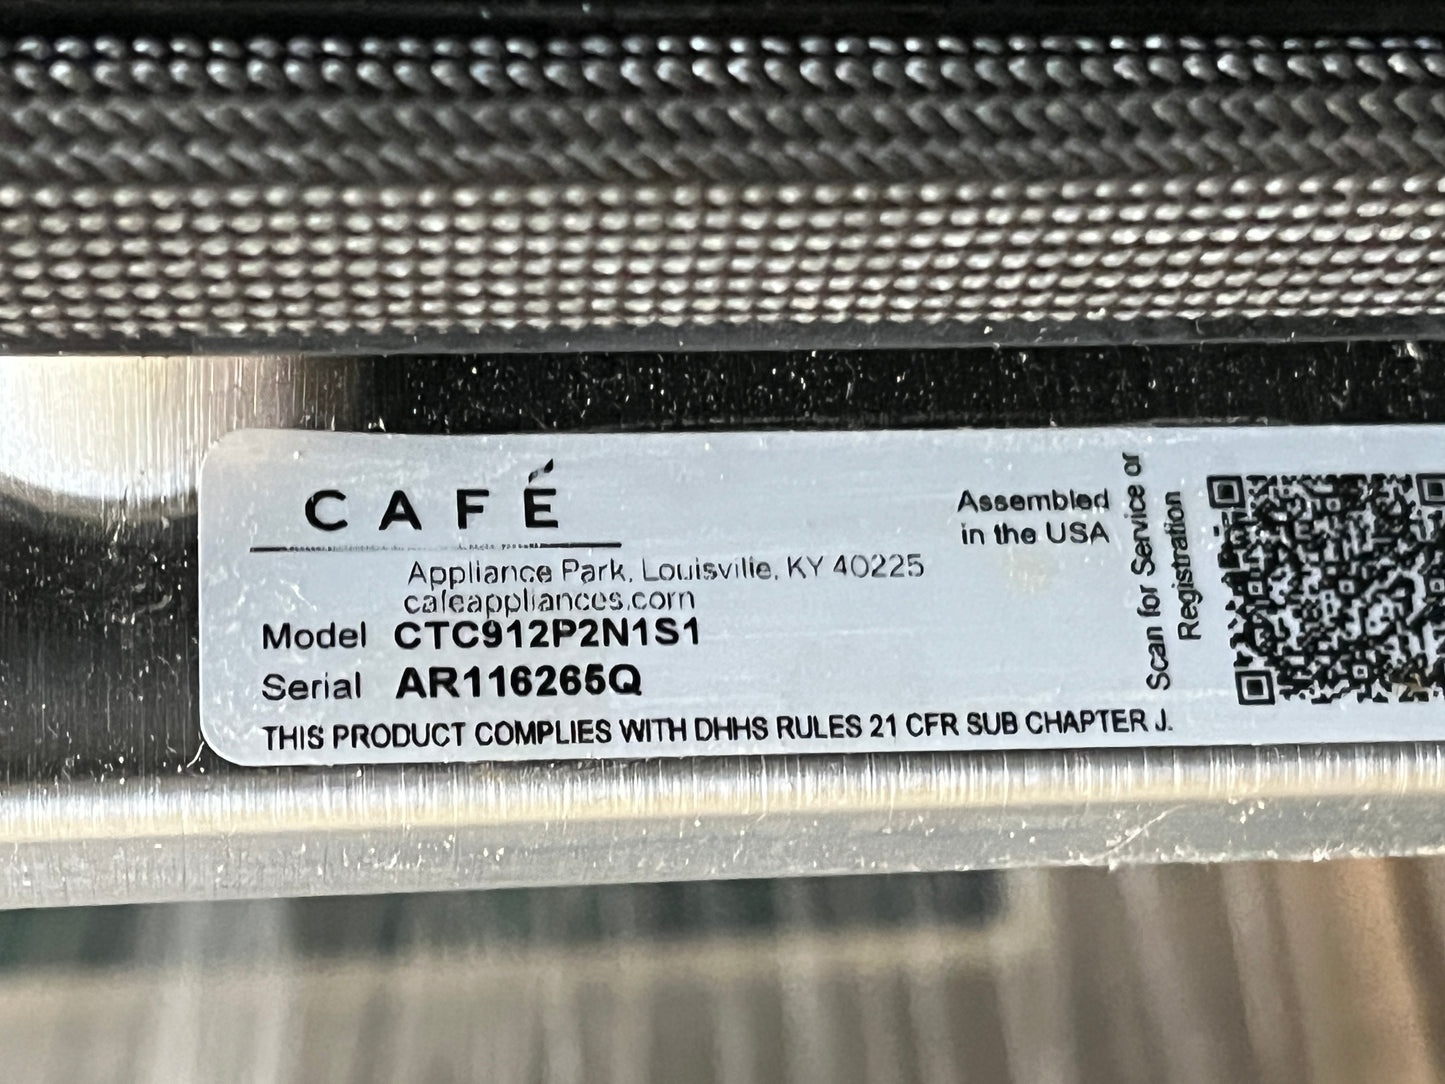 CAFÉ
Appliance Park, Louisville, KY 40225
cafeappliances.com
Model CTC912P2N1S1
Serial AR116265Q
THIS PRODUCT COMPLIES WITH DHHS RULES 21 CFR SUB CHAPTER J.
Assembled
in the USA
Scan for Service or
Registration